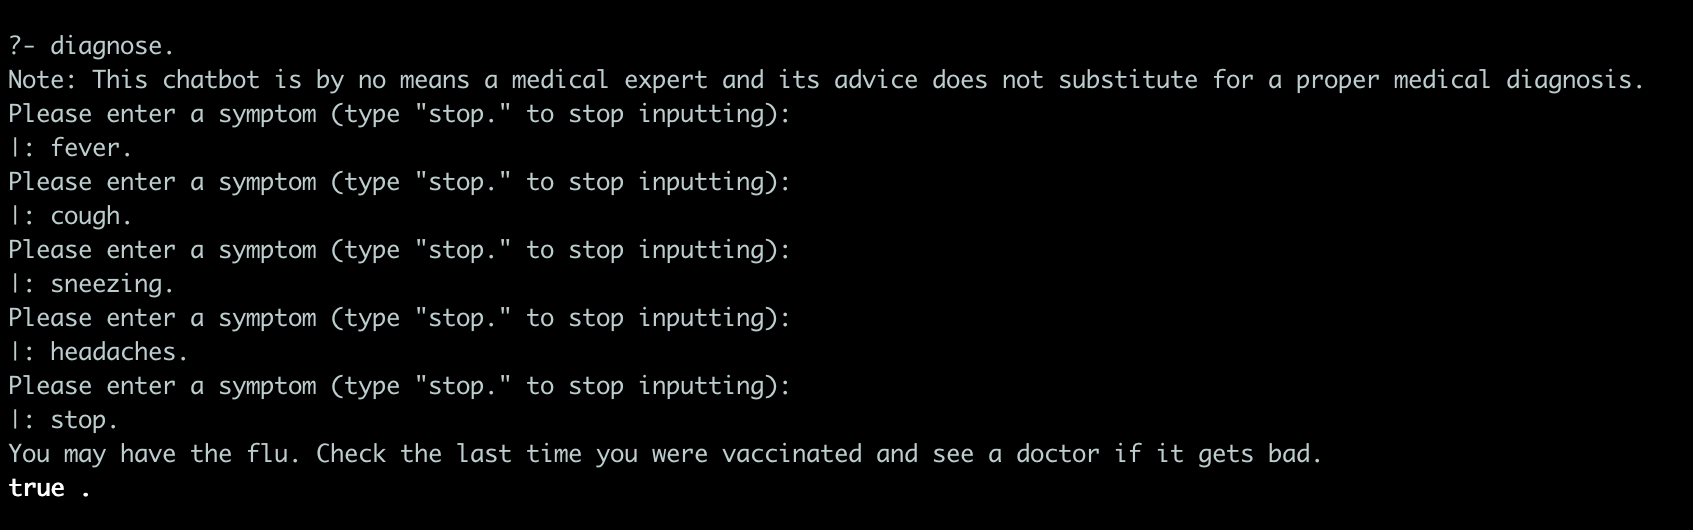 ?- diagnose.
Note: This chatbot is by no means a medical expert and its advice does not substitute for a proper medical diagnosis.
Please enter a symptom (type "stop." to stop inputting):
|: fever.
Please enter a symptom (type "stop." to stop inputting):
|: cough.
Please enter a symptom (type "stop." to stop inputting):
|: sneezing.
Please enter a symptom (type "stop." to stop inputting):
|: headaches.
Please enter a symptom (type "stop." to stop inputting):
|: stop.
You may have the flu. Check the last time you were vaccinated and see a doctor if it gets bad.
true .